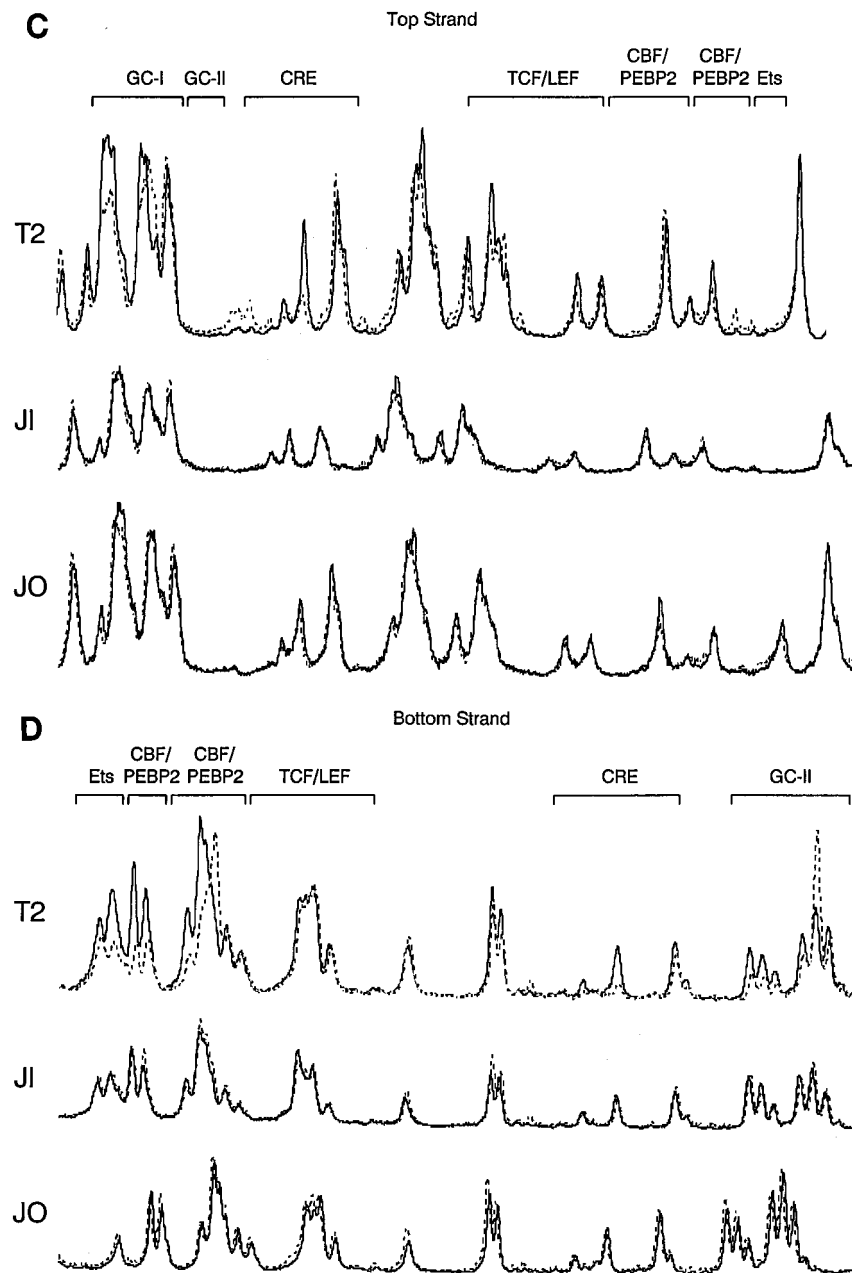 C
Top Strand
CBF/ CBF/
GC-I GC-II CRE TCF/LEF PEBP2 PEBP2 Ets
T2
JI
JO
D
Bottom Strand
CBF/ CBF/
Ets PEBP2 PEBP2 TCF/LEF CRE GC-II
T2
JI
JO